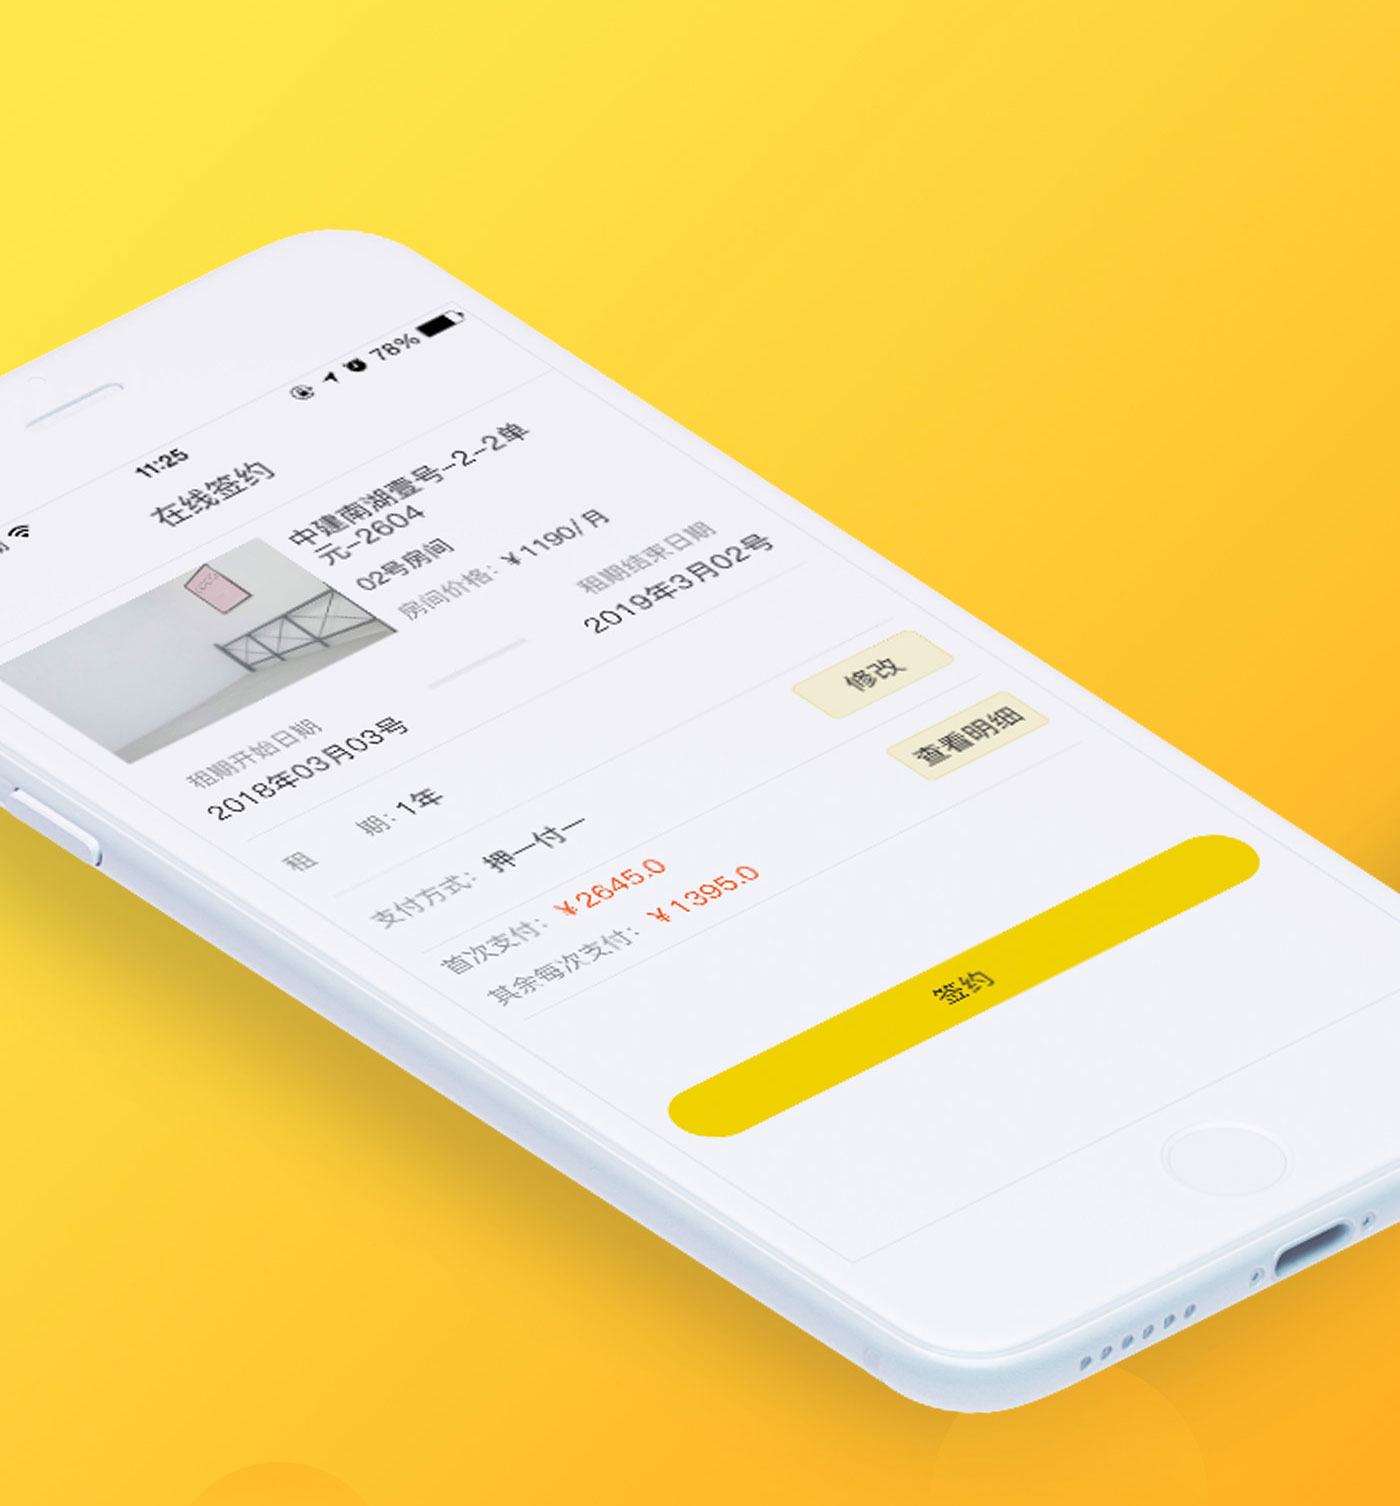 11:25
78%
在线签约
中建南湖壹号-2-2单
元-2604
02号房间
房间价格：￥1190/月
租期开始日期
2018年03月03号
租期结束日期
2019年3月02号
租 期：1年
修改
支付方式：押一付一
查看明细
首次支付：￥2645.0
其余每次支付：￥1395.0
签约